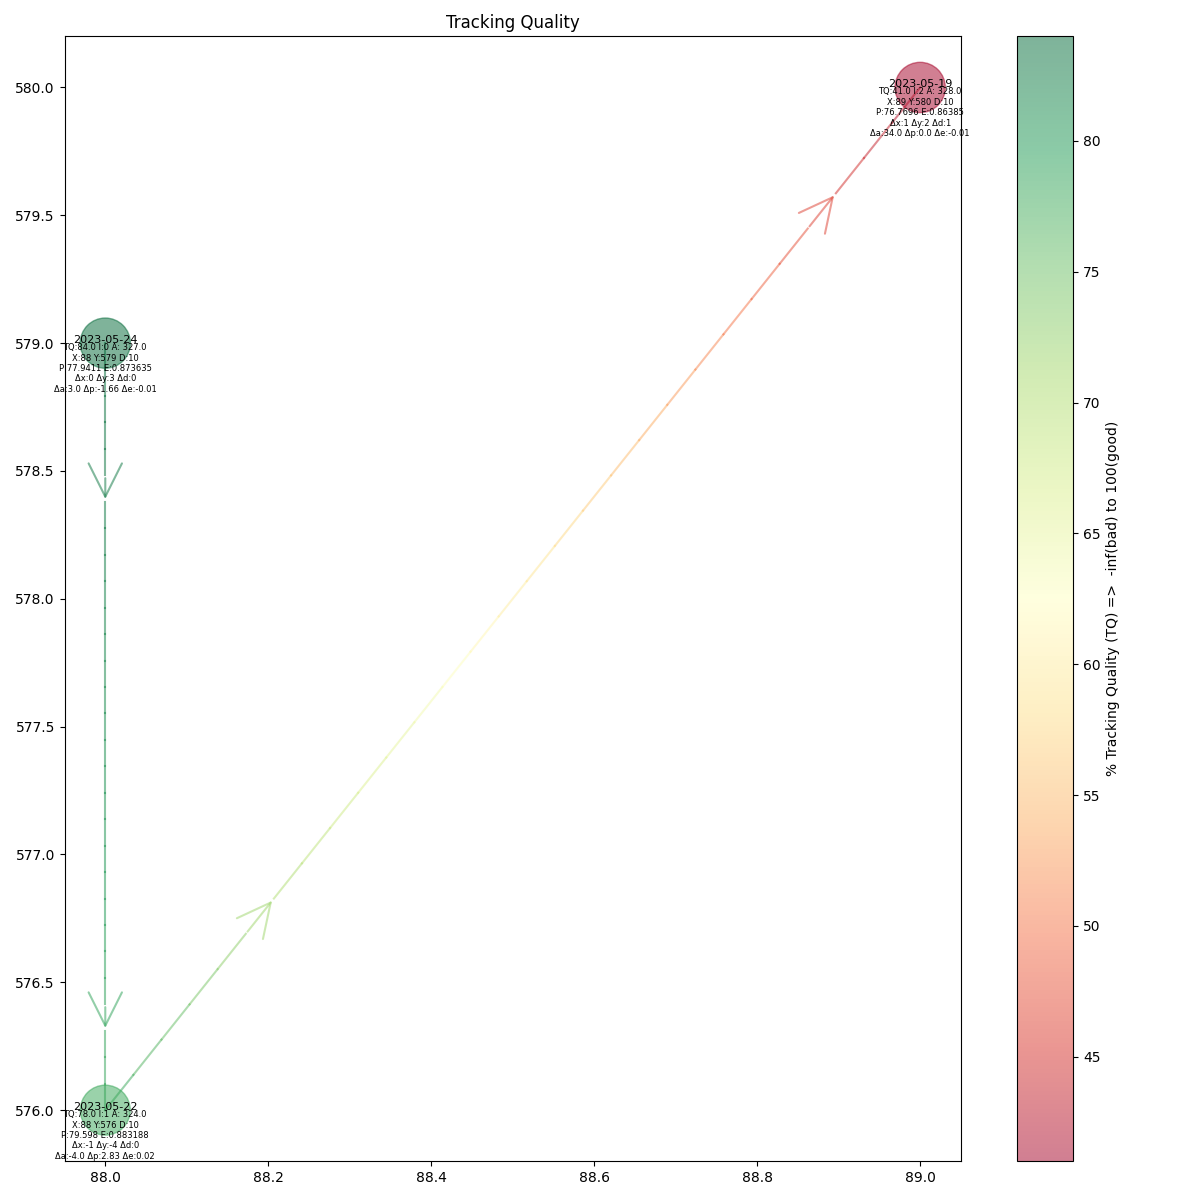 Tracking Quality
580.0
579.5
579.0
578.5
578.0
577.5
577.0
576.5
576.0
88.0 88.2 88.4 88.6 88.8 89.0
2023-05-19
TQ:41.0 I:2 A: 328.0
X:89 Y:580 D:10
P:76.7696 E:0.86385
Δx:1 Δy:2 Δd:1
Δa:34.0 Δp:0.0 Δe:-0.01
2023-05-24
TQ:84.0 I:0 A: 327.0
X:88 Y:579 D:10
P:77.9411 E:0.873635
Δx:0 Δy:3 Δd:0
Δa:3.0 Δp:-1.66 Δe:-0.01
2023-05-22
TQ:78.0 I:1 A: 324.0
X:88 Y:576 D:10
P:79.598 E:0.883188
Δx:-1 Δy:-4 Δd:0
Δa:-4.0 Δp:2.83 Δe:0.02
80
75
70
65
60
55
50
45
% Tracking Quality (TQ) => -inf(bad) to 100(good)